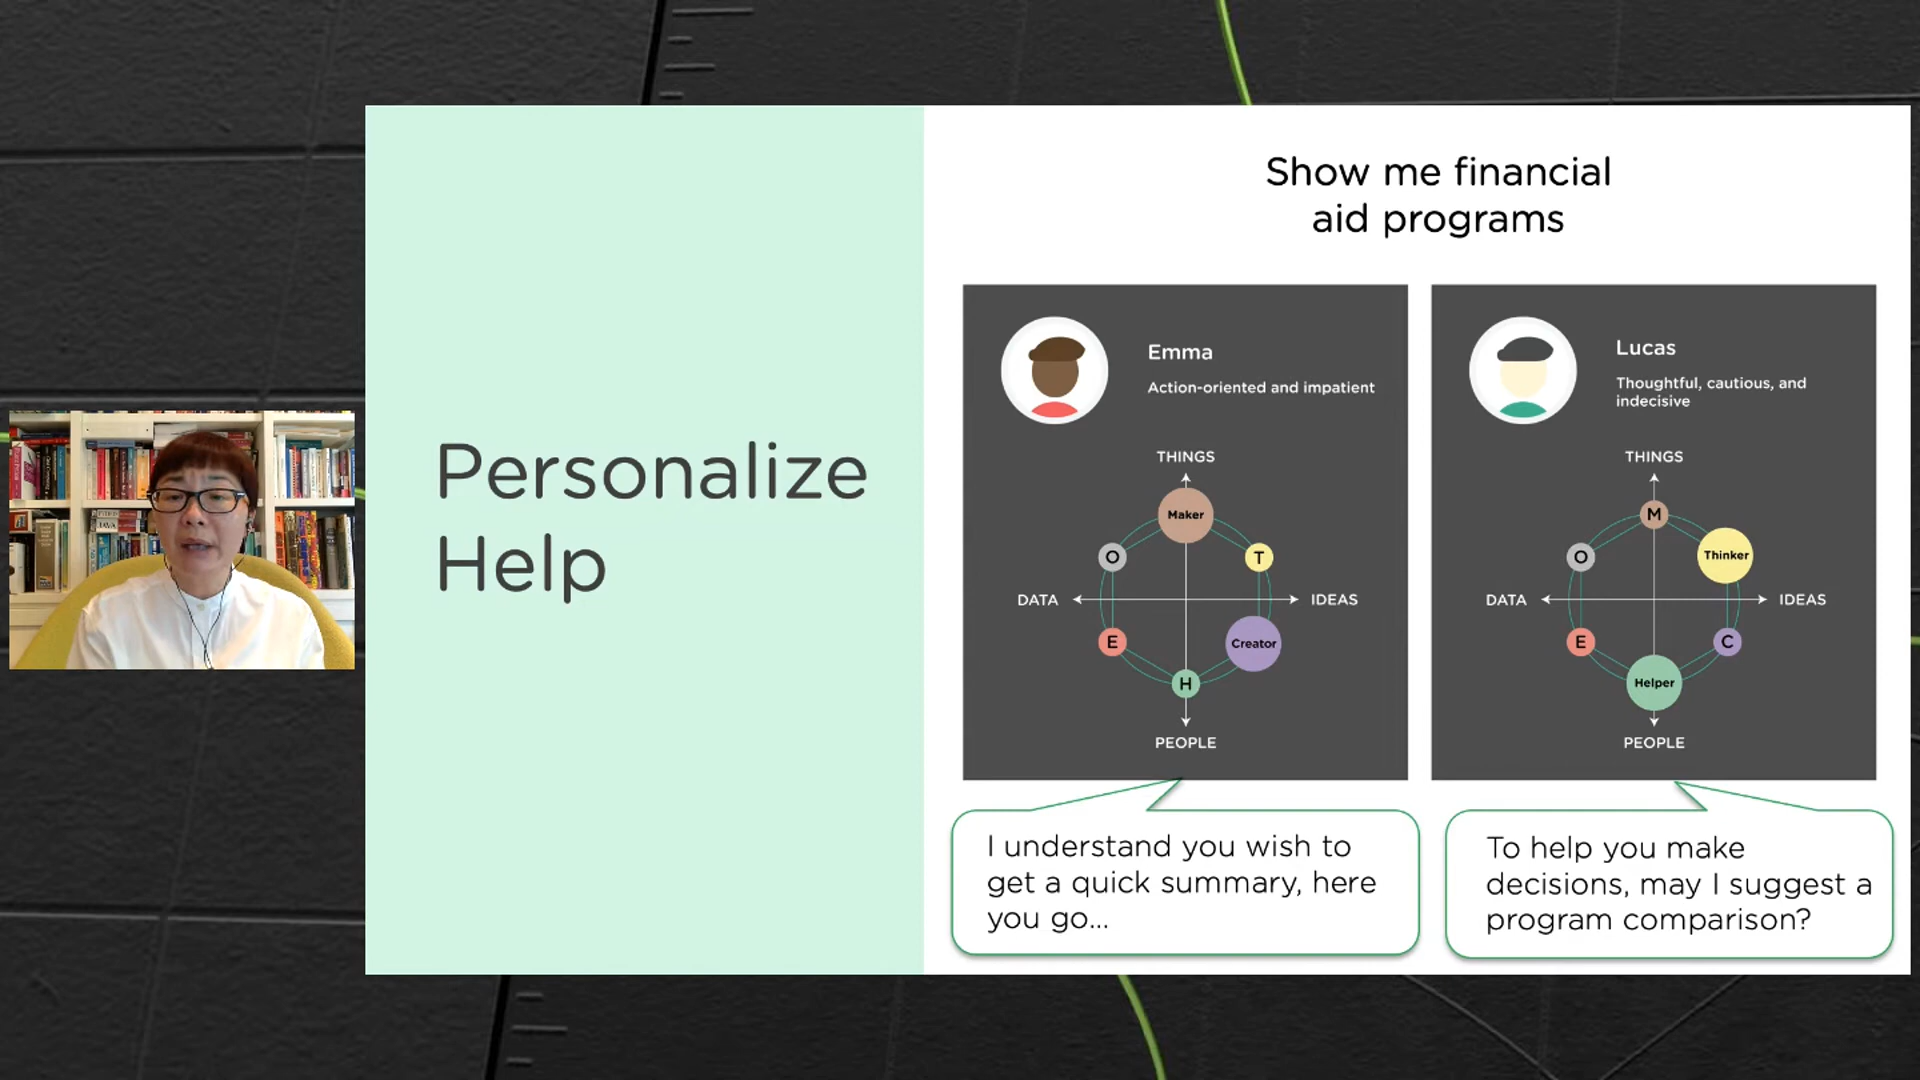 Personalize
Help
Show me financial
aid programs
Emma
Action-oriented and impatient
THINGS
Maker
O
T
DATA
IDEAS
E
Creator
H
PEOPLE
Lucas
Thoughtful, cautious, and
indecisive
THINGS
M
O
Thinker
DATA
IDEAS
E
C
Helper
PEOPLE
I understand you wish to
get a quick summary, here
you go...
To help you make
decisions, may I suggest a
program comparison?
JAVA